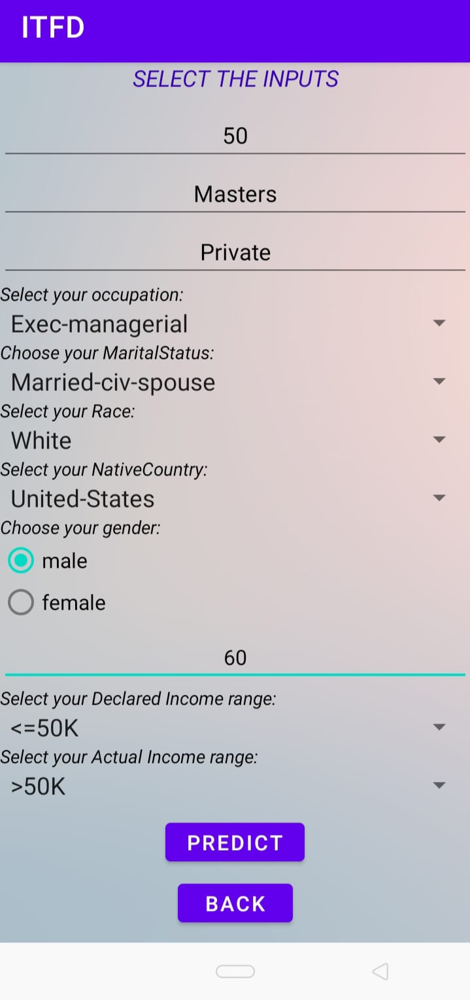 ITFD
SELECT THE INPUTS
50
Masters
Private
Select your occupation:
Exec-managerial
Choose your MaritalStatus:
Married-civ-spouse
Select your Race:
White
Select your NativeCountry:
United-States
Choose your gender:
male
female
60
Select your Declared Income range:
<=50K
Select your Actual Income range:
>50K
PREDICT
BACK